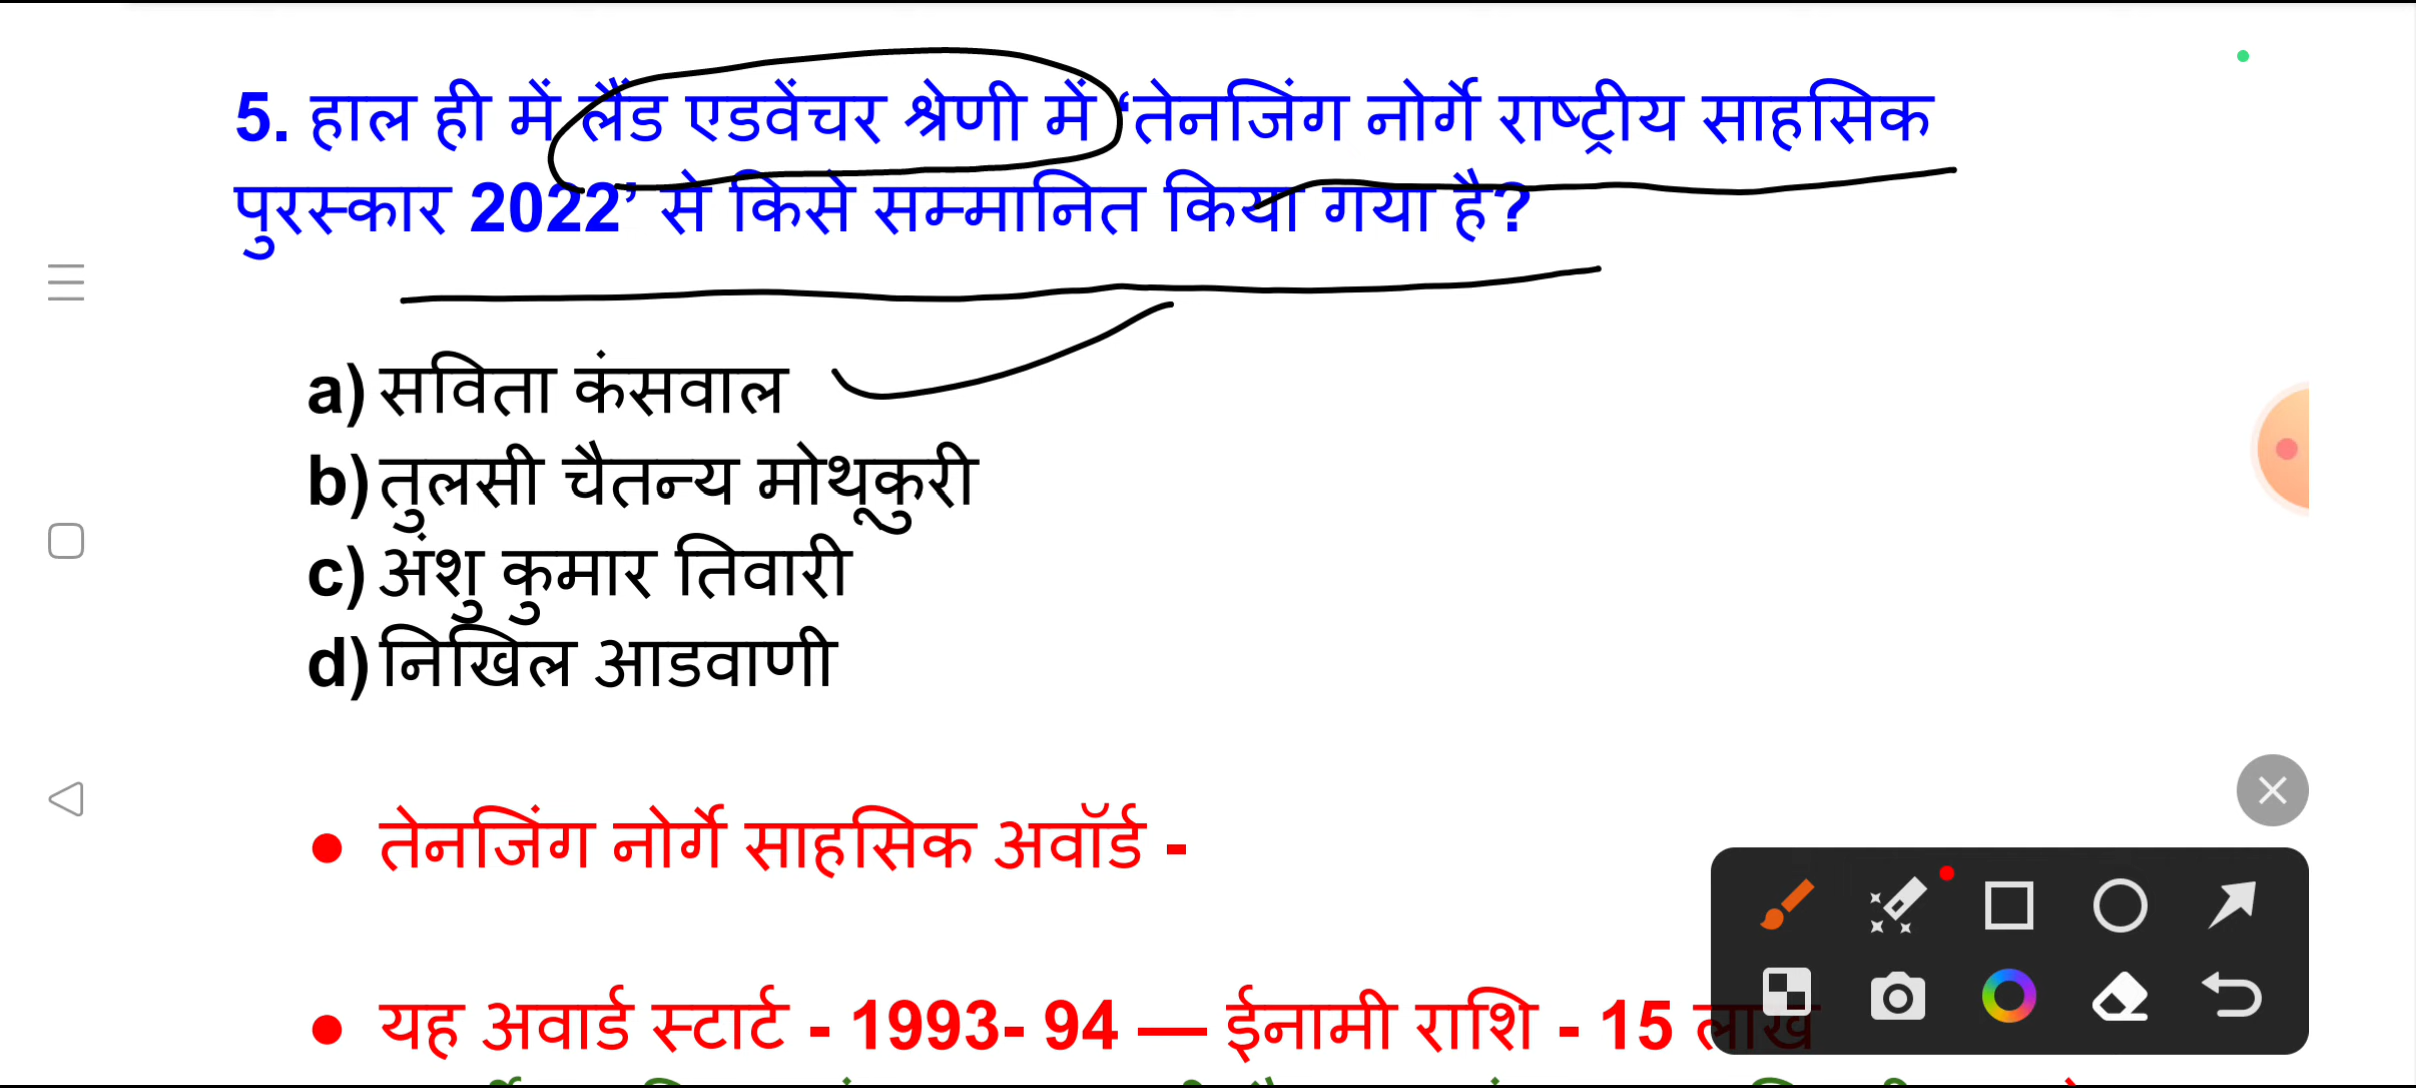 5. हाल ही में लैंड एडवेंचर श्रेणी में ‘तेनजिंग नोर्गे राष्ट्रीय साहसिक
पुरस्कार 2022’ से किसे सम्मानित किया गया है?
a) सविता कंसवाल
b) तुलसी चैतन्य मोथूकुरी
c) अंशु कुमार तिवारी
d) निखिल आडवाणी
● तेनजिंग नोर्गे साहसिक अवॉर्ड -
● यह अवार्ड स्टार्ट - 1993- 94 — ईनामी राशि - 15 लाख